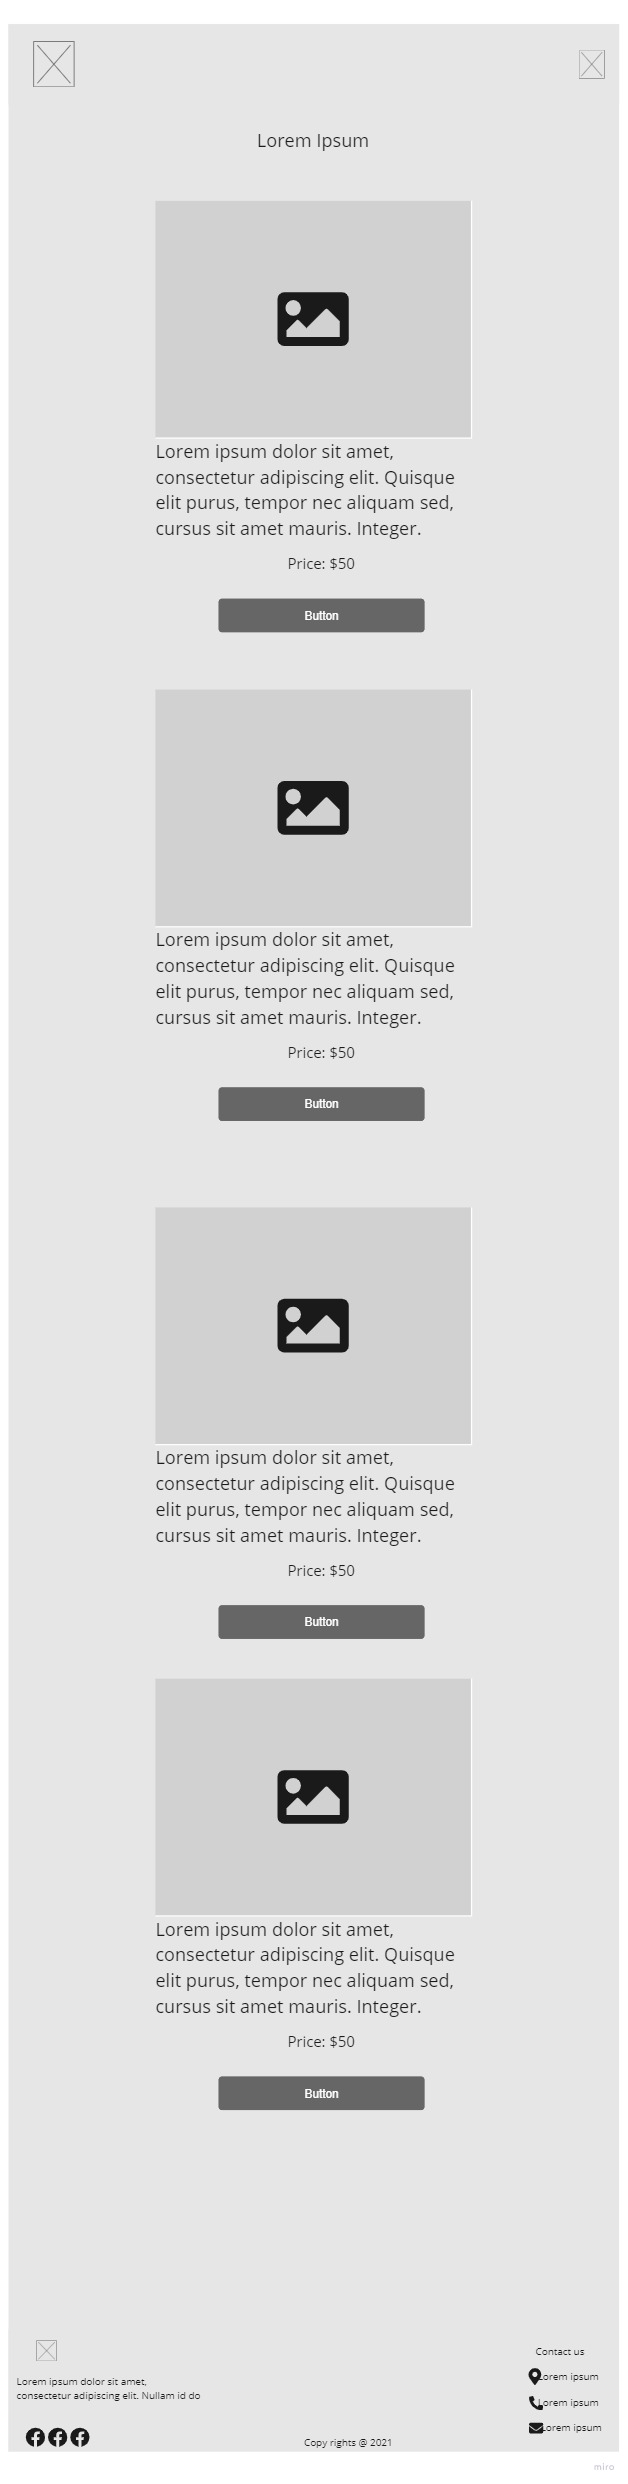 Lorem Ipsum
Lorem ipsum dolor sit amet,
consectetur adipiscing elit. Quisque
elit purus, tempor nec aliquam sed,
cursus sit amet mauris. Integer.
Price: $50
Button
Lorem ipsum dolor sit amet,
consectetur adipiscing elit. Quisque
elit purus, tempor nec aliquam sed,
cursus sit amet mauris. Integer.
Price: $50
Button
Lorem ipsum dolor sit amet,
consectetur adipiscing elit. Quisque
elit purus, tempor nec aliquam sed,
cursus sit amet mauris. Integer.
Price: $50
Button
Lorem ipsum dolor sit amet,
consectetur adipiscing elit. Quisque
elit purus, tempor nec aliquam sed,
cursus sit amet mauris. Integer.
Price: $50
Button
Lorem ipsum dolor sit amet,
consectetur adipiscing elit. Nullam id do
Copy rights @ 2021
Contact us
Lorem ipsum
Lorem ipsum
Lorem ipsum
miro